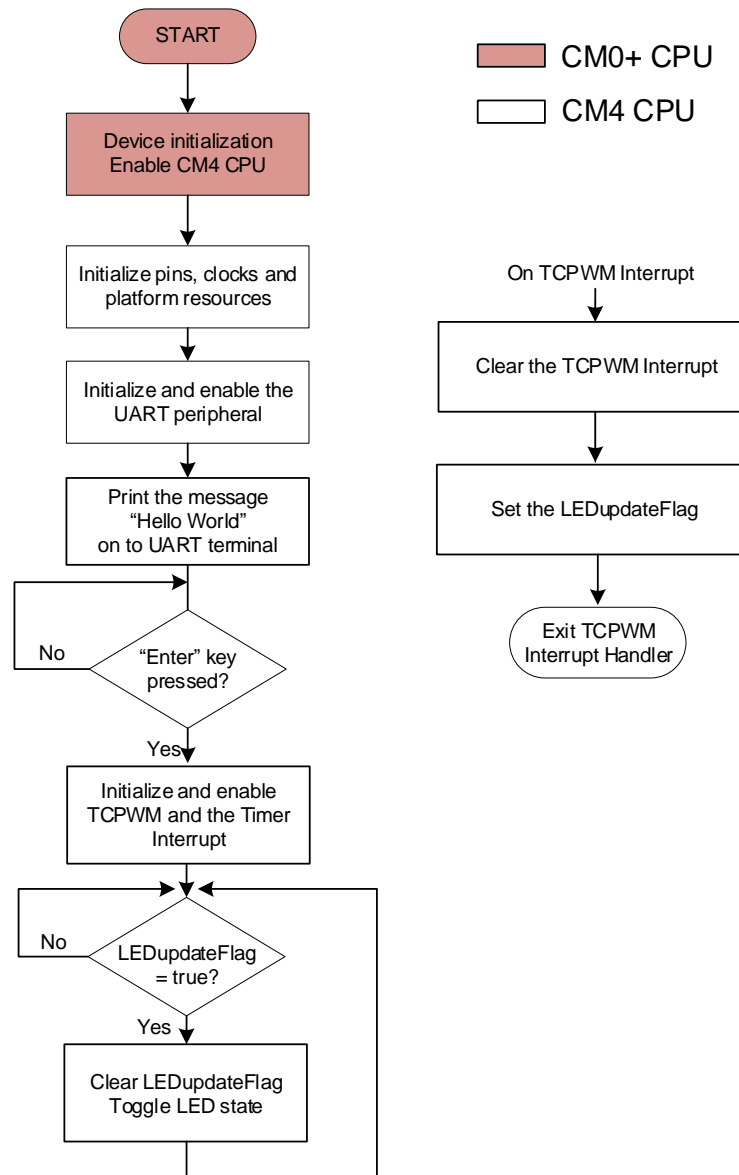 START
CM0+ CPU
CM4 CPU
Device initialization
Enable CM4 CPU
Initialize pins, clocks and
platform resources
Initialize and enable the
UART peripheral
Print the message
“Hello World”
on to UART terminal
No
“Enter” key
pressed?
Yes
Initialize and enable
TCPWM and the Timer
Interrupt
No
LEDupdateFlag
= true?
Yes
Clear LEDupdateFlag
Toggle LED state
On TCPWM Interrupt
Clear the TCPWM Interrupt
Set the LEDupdateFlag
Exit TCPWM
Interrupt Handler